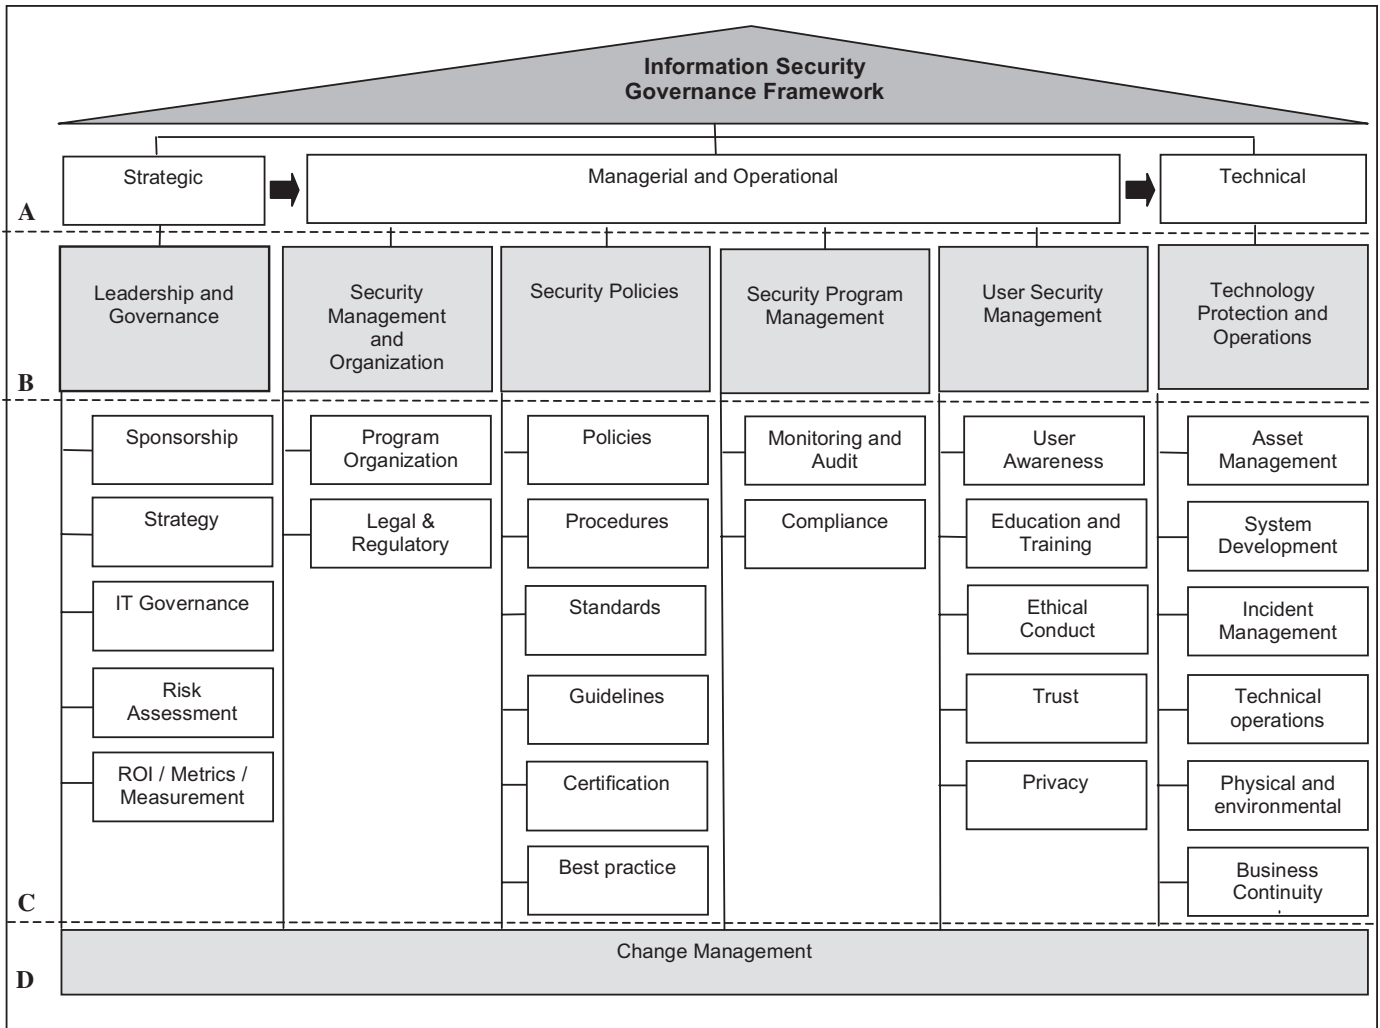 Information Security
Governance Framework
Strategic
Managerial and Operational
Technical
A
Leadership and
Governance
Security
Management
and
Organization
Security Policies
Security Program
Management
User Security
Management
Technology
Protection and
Operations
B
Sponsorship
Strategy
IT Governance
Risk
Assessment
ROI / Metrics /
Measurement
Program
Organization
Legal &
Regulatory
Policies
Procedures
Standards
Guidelines
Certification
Best practice
Monitoring and
Audit
Compliance
User
Awareness
Education and
Training
Ethical
Conduct
Trust
Privacy
Asset
Management
System
Development
Incident
Management
Technical
operations
Physical and
environmental
Business
Continuity
C
Change Management
D